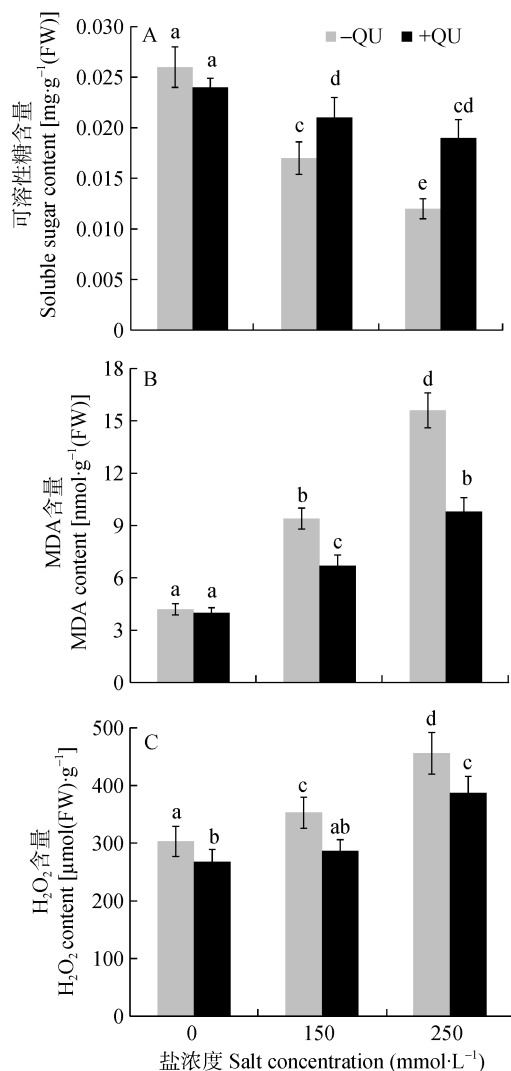 A
–QU +QU
可溶性糖含量
Soluble sugar content [mg·g⁻¹(FW)]
0.030
0.025
0.020
0.015
0.010
0.005
0
a a c d e cd
B
MDA含量
MDA content [nmol·g⁻¹(FW)]
18
15
12
9
6
3
0
a a b c d b
C
H₂O₂含量
H₂O₂ content [μmol(FW)·g⁻¹]
500
400
300
200
100
0
a b c ab d c
0 150 250
盐浓度 Salt concentration (mmol·L⁻¹)